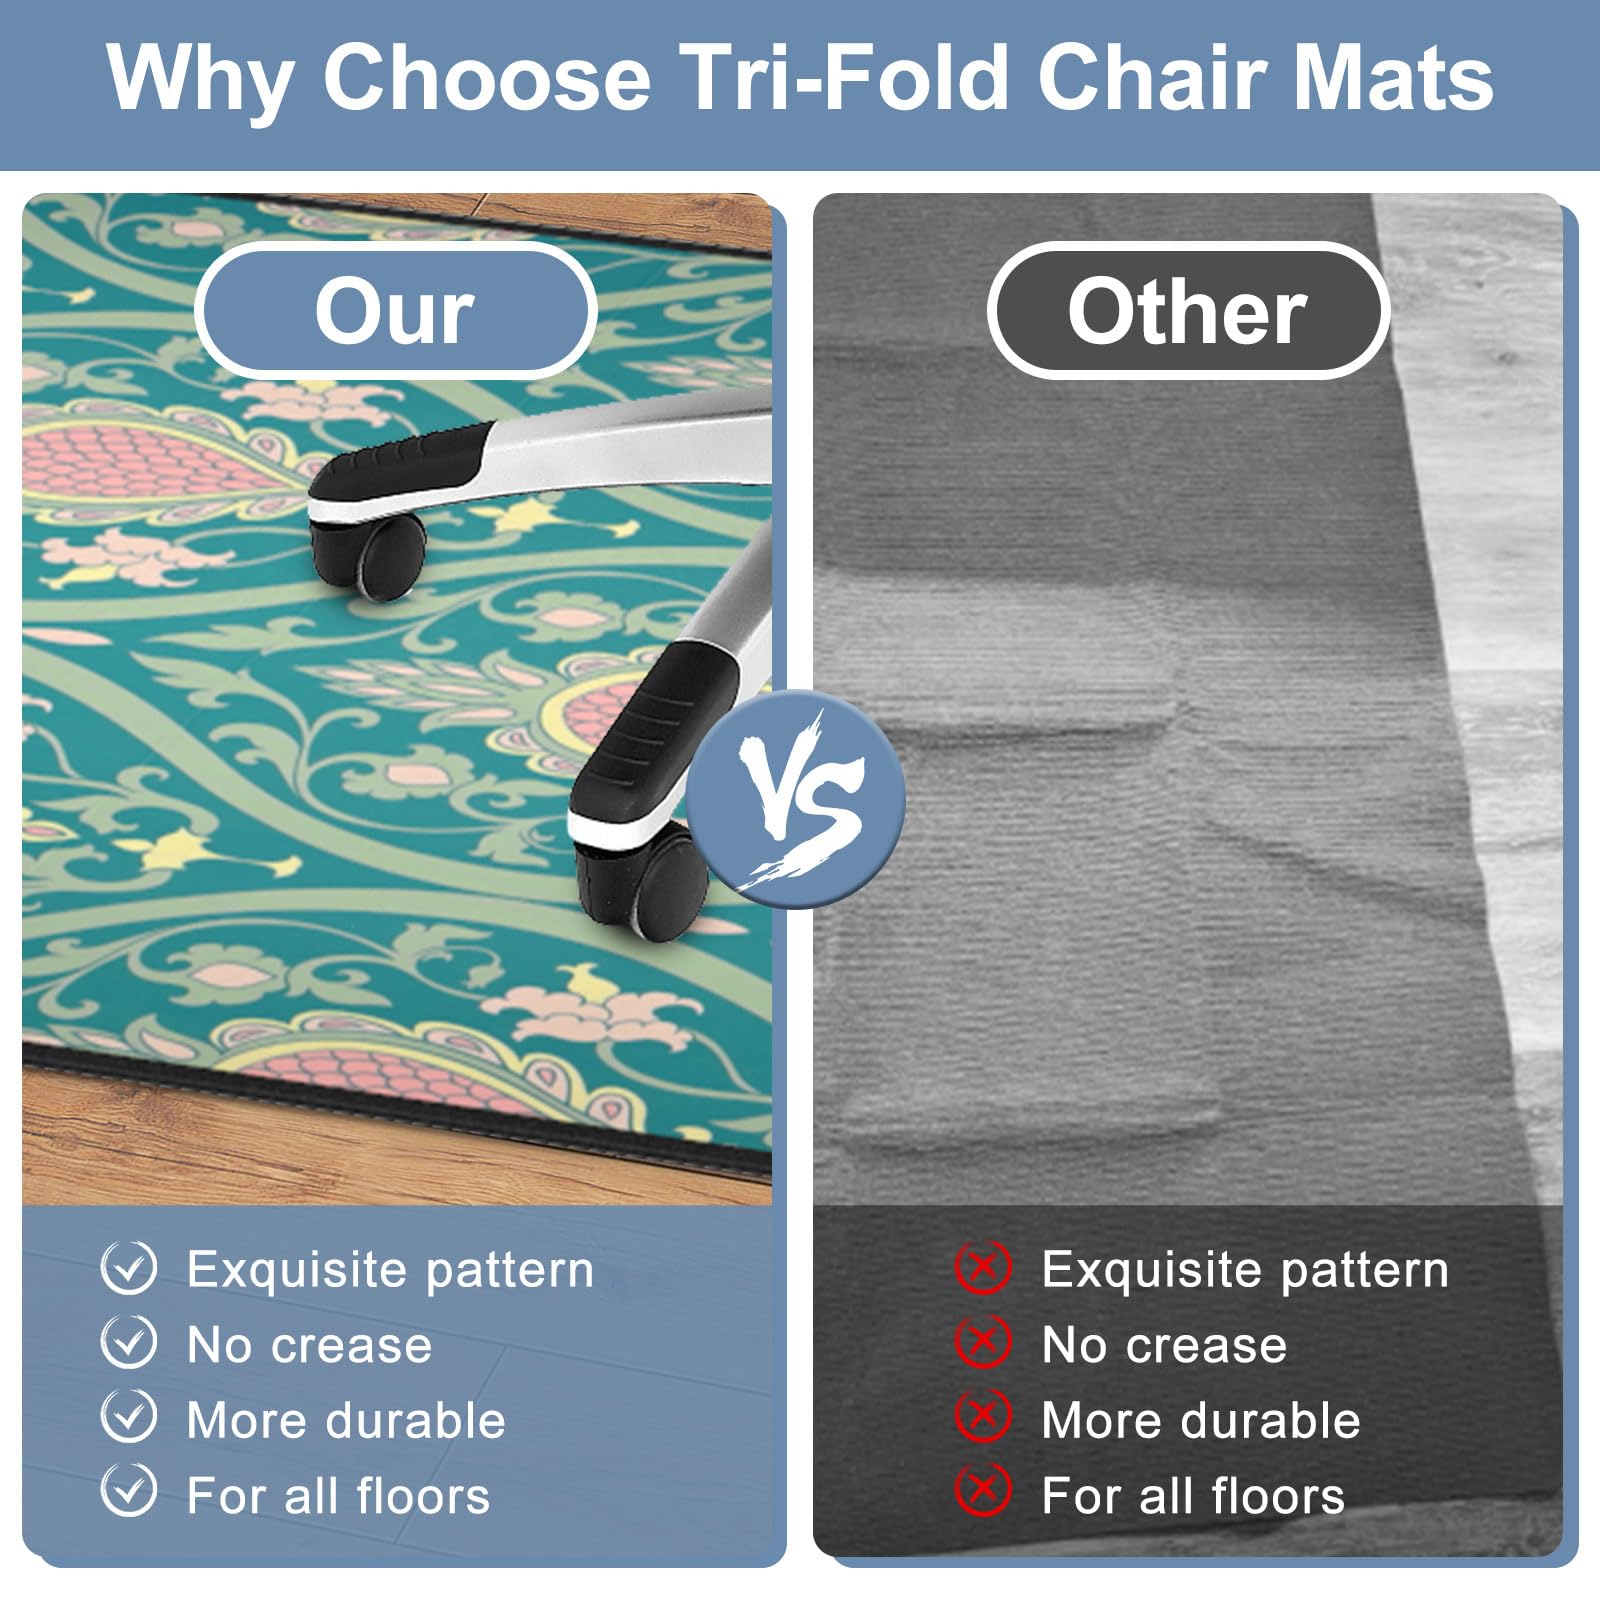 Why Choose Tri-Fold Chair Mats
Our
Other
VS
Exquisite pattern
No crease
More durable
For all floors
Exquisite pattern
No crease
More durable
For all floors